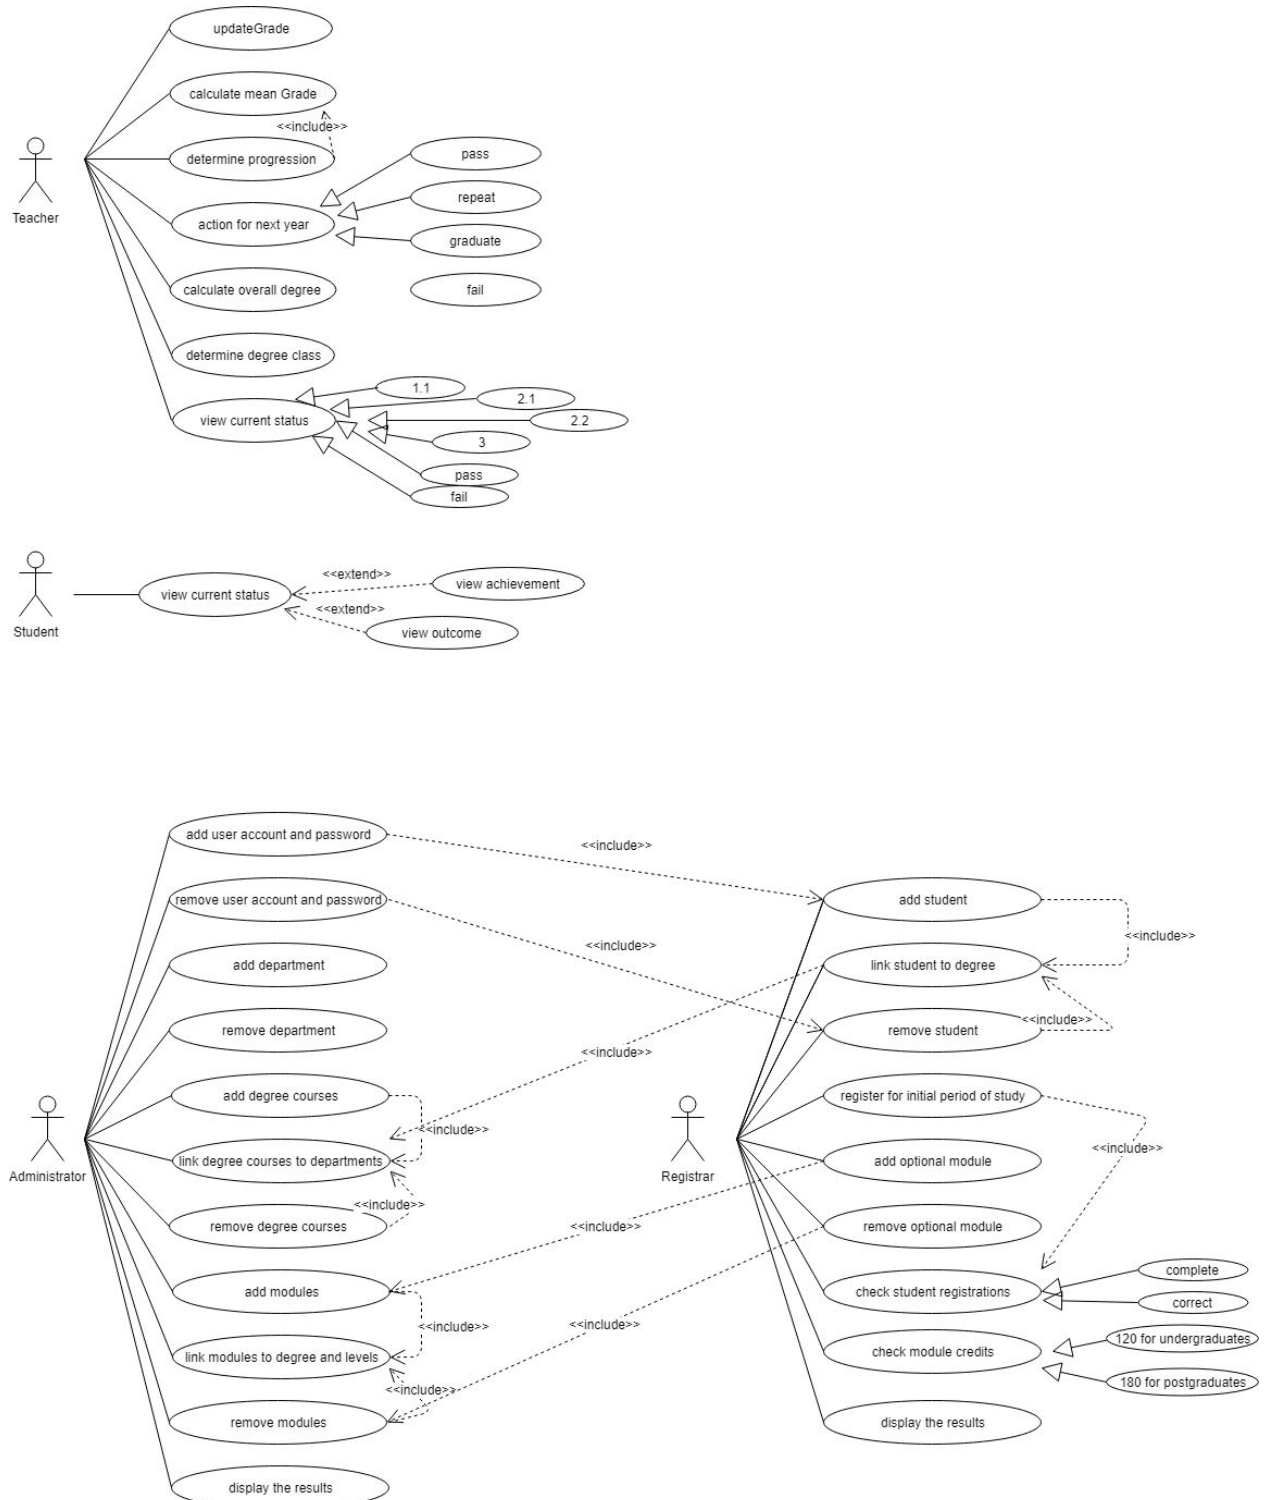 updateGrade
calculate mean Grade
<<include>>
determine progression
pass
repeat
Teacher
action for next year
graduate
calculate overall degree
fail
determine degree class
1.1
2.1
view current status
2.2
3
pass
fail
<<extend>>
view achievement
view current status
<<extend>>
Student
view outcome
add user account and password
<<include>>
remove user account and password
add student
<<include>>
<<include>>
add department
link student to degree
remove department
remove student
<<include>>
<<include>>
add degree courses
register for initial period of study
<<include>>
<<include>>
link degree courses to departments
add optional module
Administrator
Registrar
<<include>>
remove degree courses
<<include>>
remove optional module
complete
add modules
check student registrations
correct
<<include>>
<<include>>
120 for undergraduates
link modules to degree and levels
check module credits
<<include>>
180 for postgraduates
remove modules
display the results
display the results